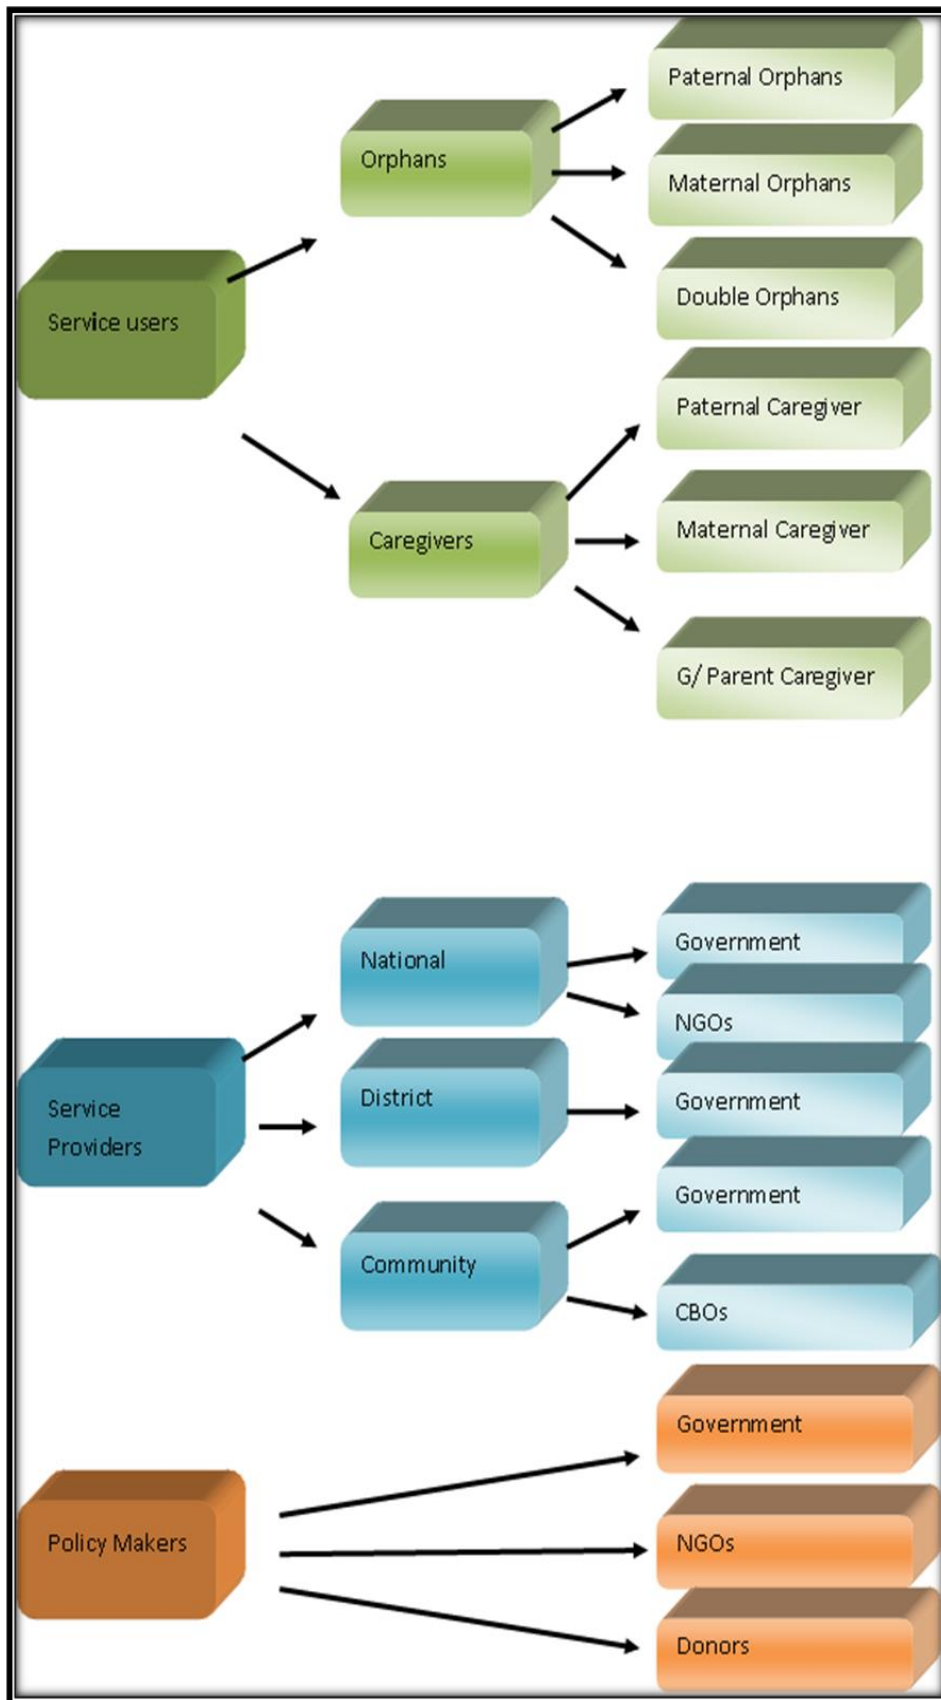 Paternal Orphans
Orphans
Maternal Orphans
Double Orphans
Service users
Paternal Caregiver
Caregivers
Maternal Caregiver
G/ Parent Caregiver
National
Government
NGOs
Service
Providers
District
Government
Government
Community
CBOs
Government
Policy Makers
NGOs
Donors